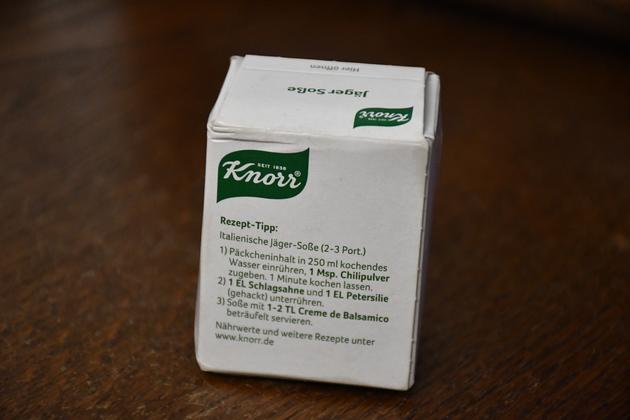 Hier öffnen
Jäger Soße
Knorr
SEIT 1838
Knorr®
Rezept-Tipp:
Italienische Jäger-Soße (2-3 Port.)
1) Päckcheninhalt in 250 ml kochendes
Wasser einrühren, 1 Msp. Chilipulver
zugeben. 1 Minute kochen lassen.
2) 1 EL Schlagsahne und 1 EL Petersilie
(gehackt) unterrühren.
3) Soße mit 1-2 TL Creme de Balsamico
beträufelt servieren.
Nährwerte und weitere Rezepte unter
www.knorr.de